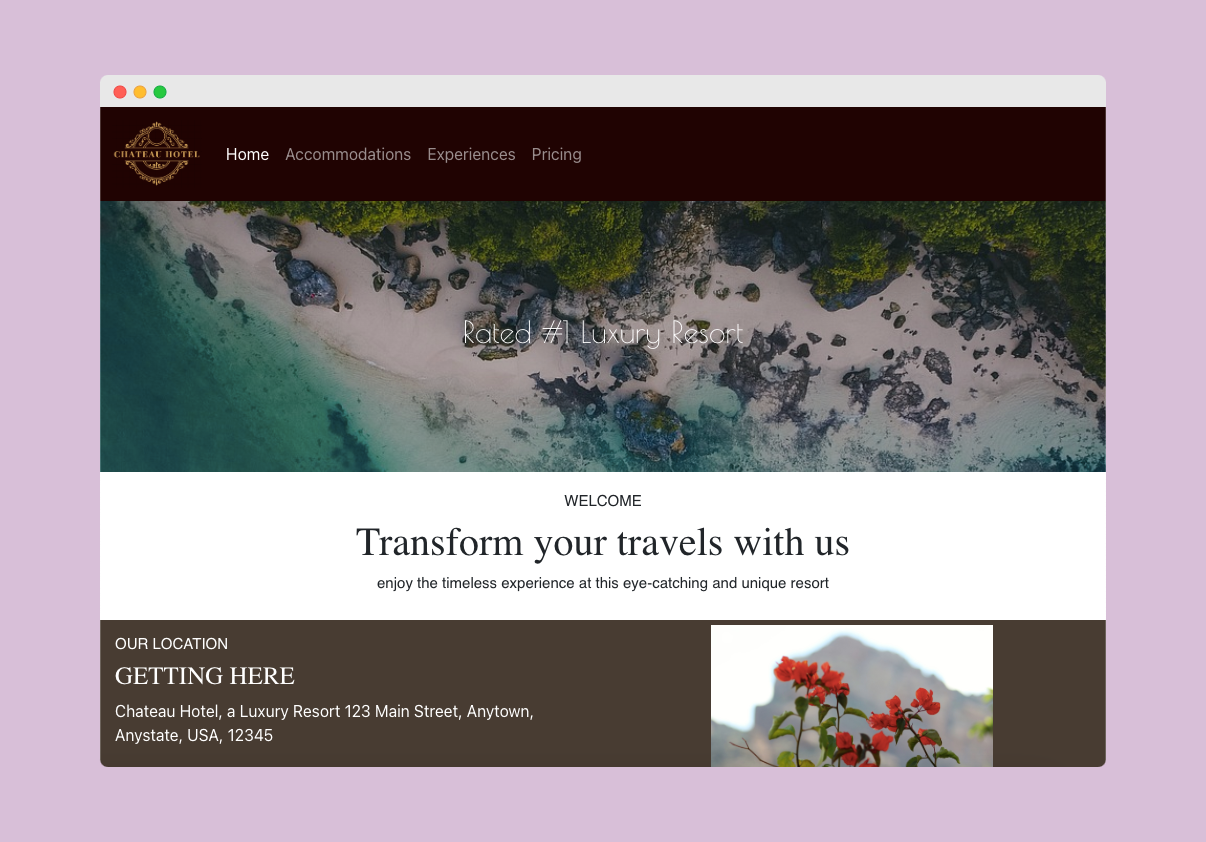 CHATEAU HOTEL
Home Accommodations Experiences Pricing
Rated #1 Luxury Resort
WELCOME
Transform your travels with us
enjoy the timeless experience at this eye-catching and unique resort
OUR LOCATION
GETTING HERE
Chateau Hotel, a Luxury Resort 123 Main Street, Anytown,
Anystate, USA, 12345